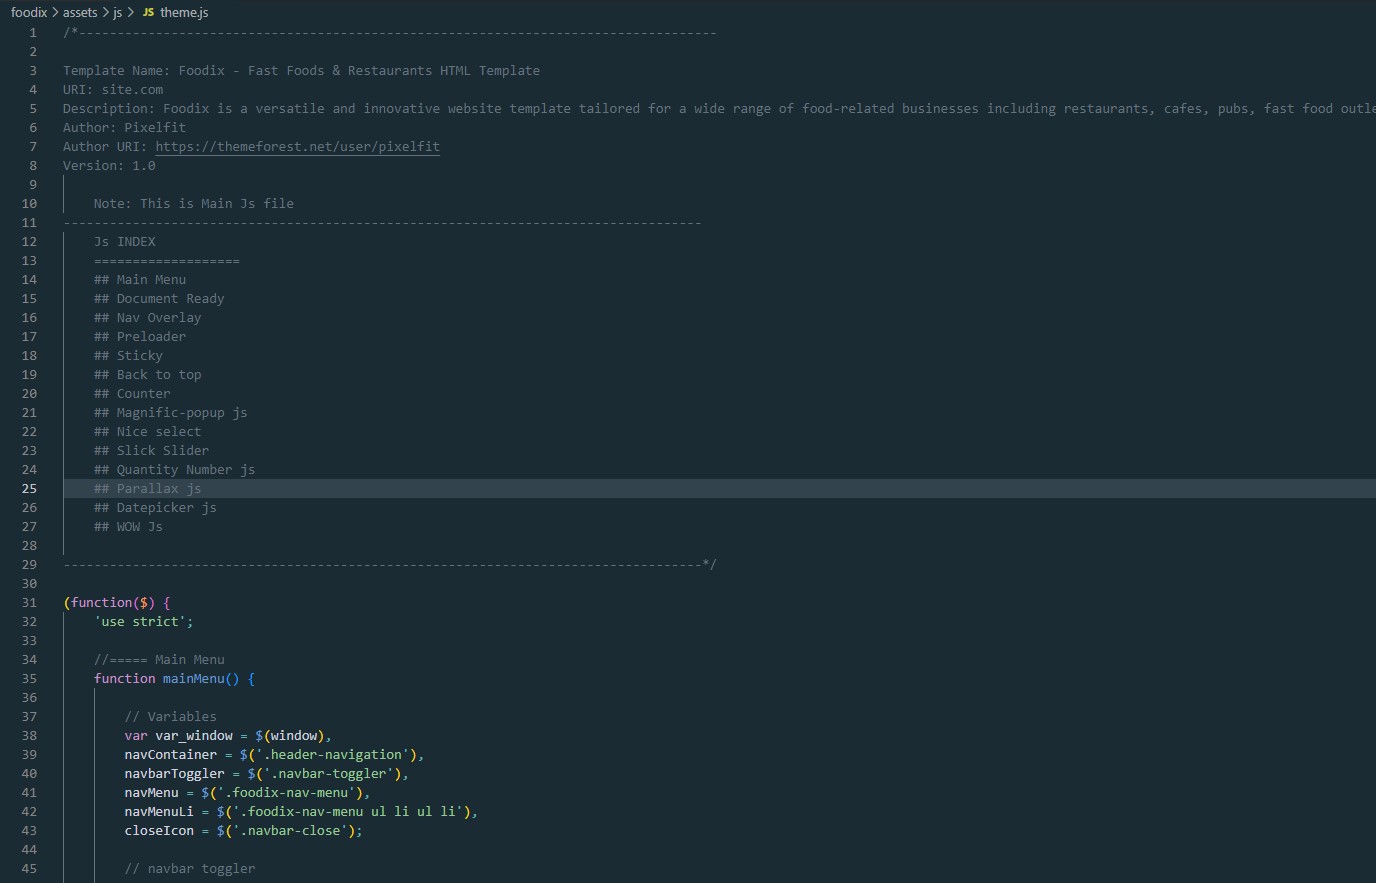 foodix > assets > js > JS theme.js
1 /*-----------------------------------------------------------------------------------
2
3 Template Name: Foodix - Fast Foods & Restaurants HTML Template
4 URI: site.com
5 Description: Foodix is a versatile and innovative website template tailored for a wide range of food-related businesses including restaurants, cafes, pubs, fast food outle
6 Author: Pixelfit
7 Author URI: https://themeforest.net/user/pixelfit
8 Version: 1.0
9
10 Note: This is Main Js file
11 -----------------------------------------------------------------------------------
12 Js INDEX
13 ===================
14 ## Main Menu
15 ## Document Ready
16 ## Nav Overlay
17 ## Preloader
18 ## Sticky
19 ## Back to top
20 ## Counter
21 ## Magnific-popup js
22 ## Nice select
23 ## Slick Slider
24 ## Quantity Number js
25 ## Parallax js
26 ## Datepicker js
27 ## WOW Js
28
29 -----------------------------------------------------------------------------------*/
30
31 (function($) {
32 'use strict';
33
34 //===== Main Menu
35 function mainMenu() {
36
37 // Variables
38 var var_window = $(window),
39 navContainer = $('.header-navigation'),
40 navbarToggler = $('.navbar-toggler'),
41 navMenu = $('.foodix-nav-menu'),
42 navMenuLi = $('.foodix-nav-menu ul li ul li'),
43 closeIcon = $('.navbar-close');
44
45 // navbar toggler